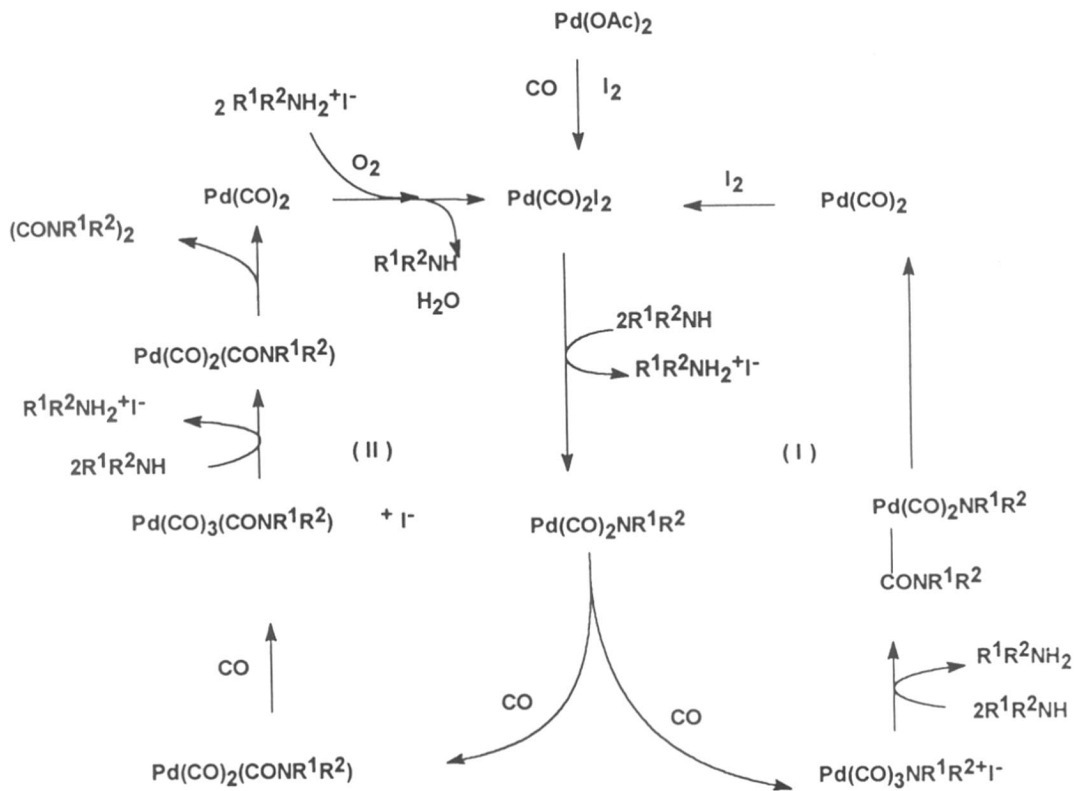 Pd(OAc)₂
CO I₂
2 R¹R²NH₂⁺I⁻
O₂
I₂
Pd(CO)₂ Pd(CO)₂I₂ Pd(CO)₂
(CONR¹R²)₂
R¹R²NH
H₂O
2R¹R²NH
Pd(CO)₂(CONR¹R²)
R¹R²NH₂⁺I⁻
R¹R²NH₂⁺I⁻
(II) (I)
2R¹R²NH
Pd(CO)₂NR¹R²
Pd(CO)₃(CONR¹R²) ⁺ I⁻ Pd(CO)₂NR¹R²
CONR¹R²
CO
R¹R²NH₂
CO CO
2R¹R²NH
Pd(CO)₂(CONR¹R²) Pd(CO)₃NR¹R²⁺I⁻